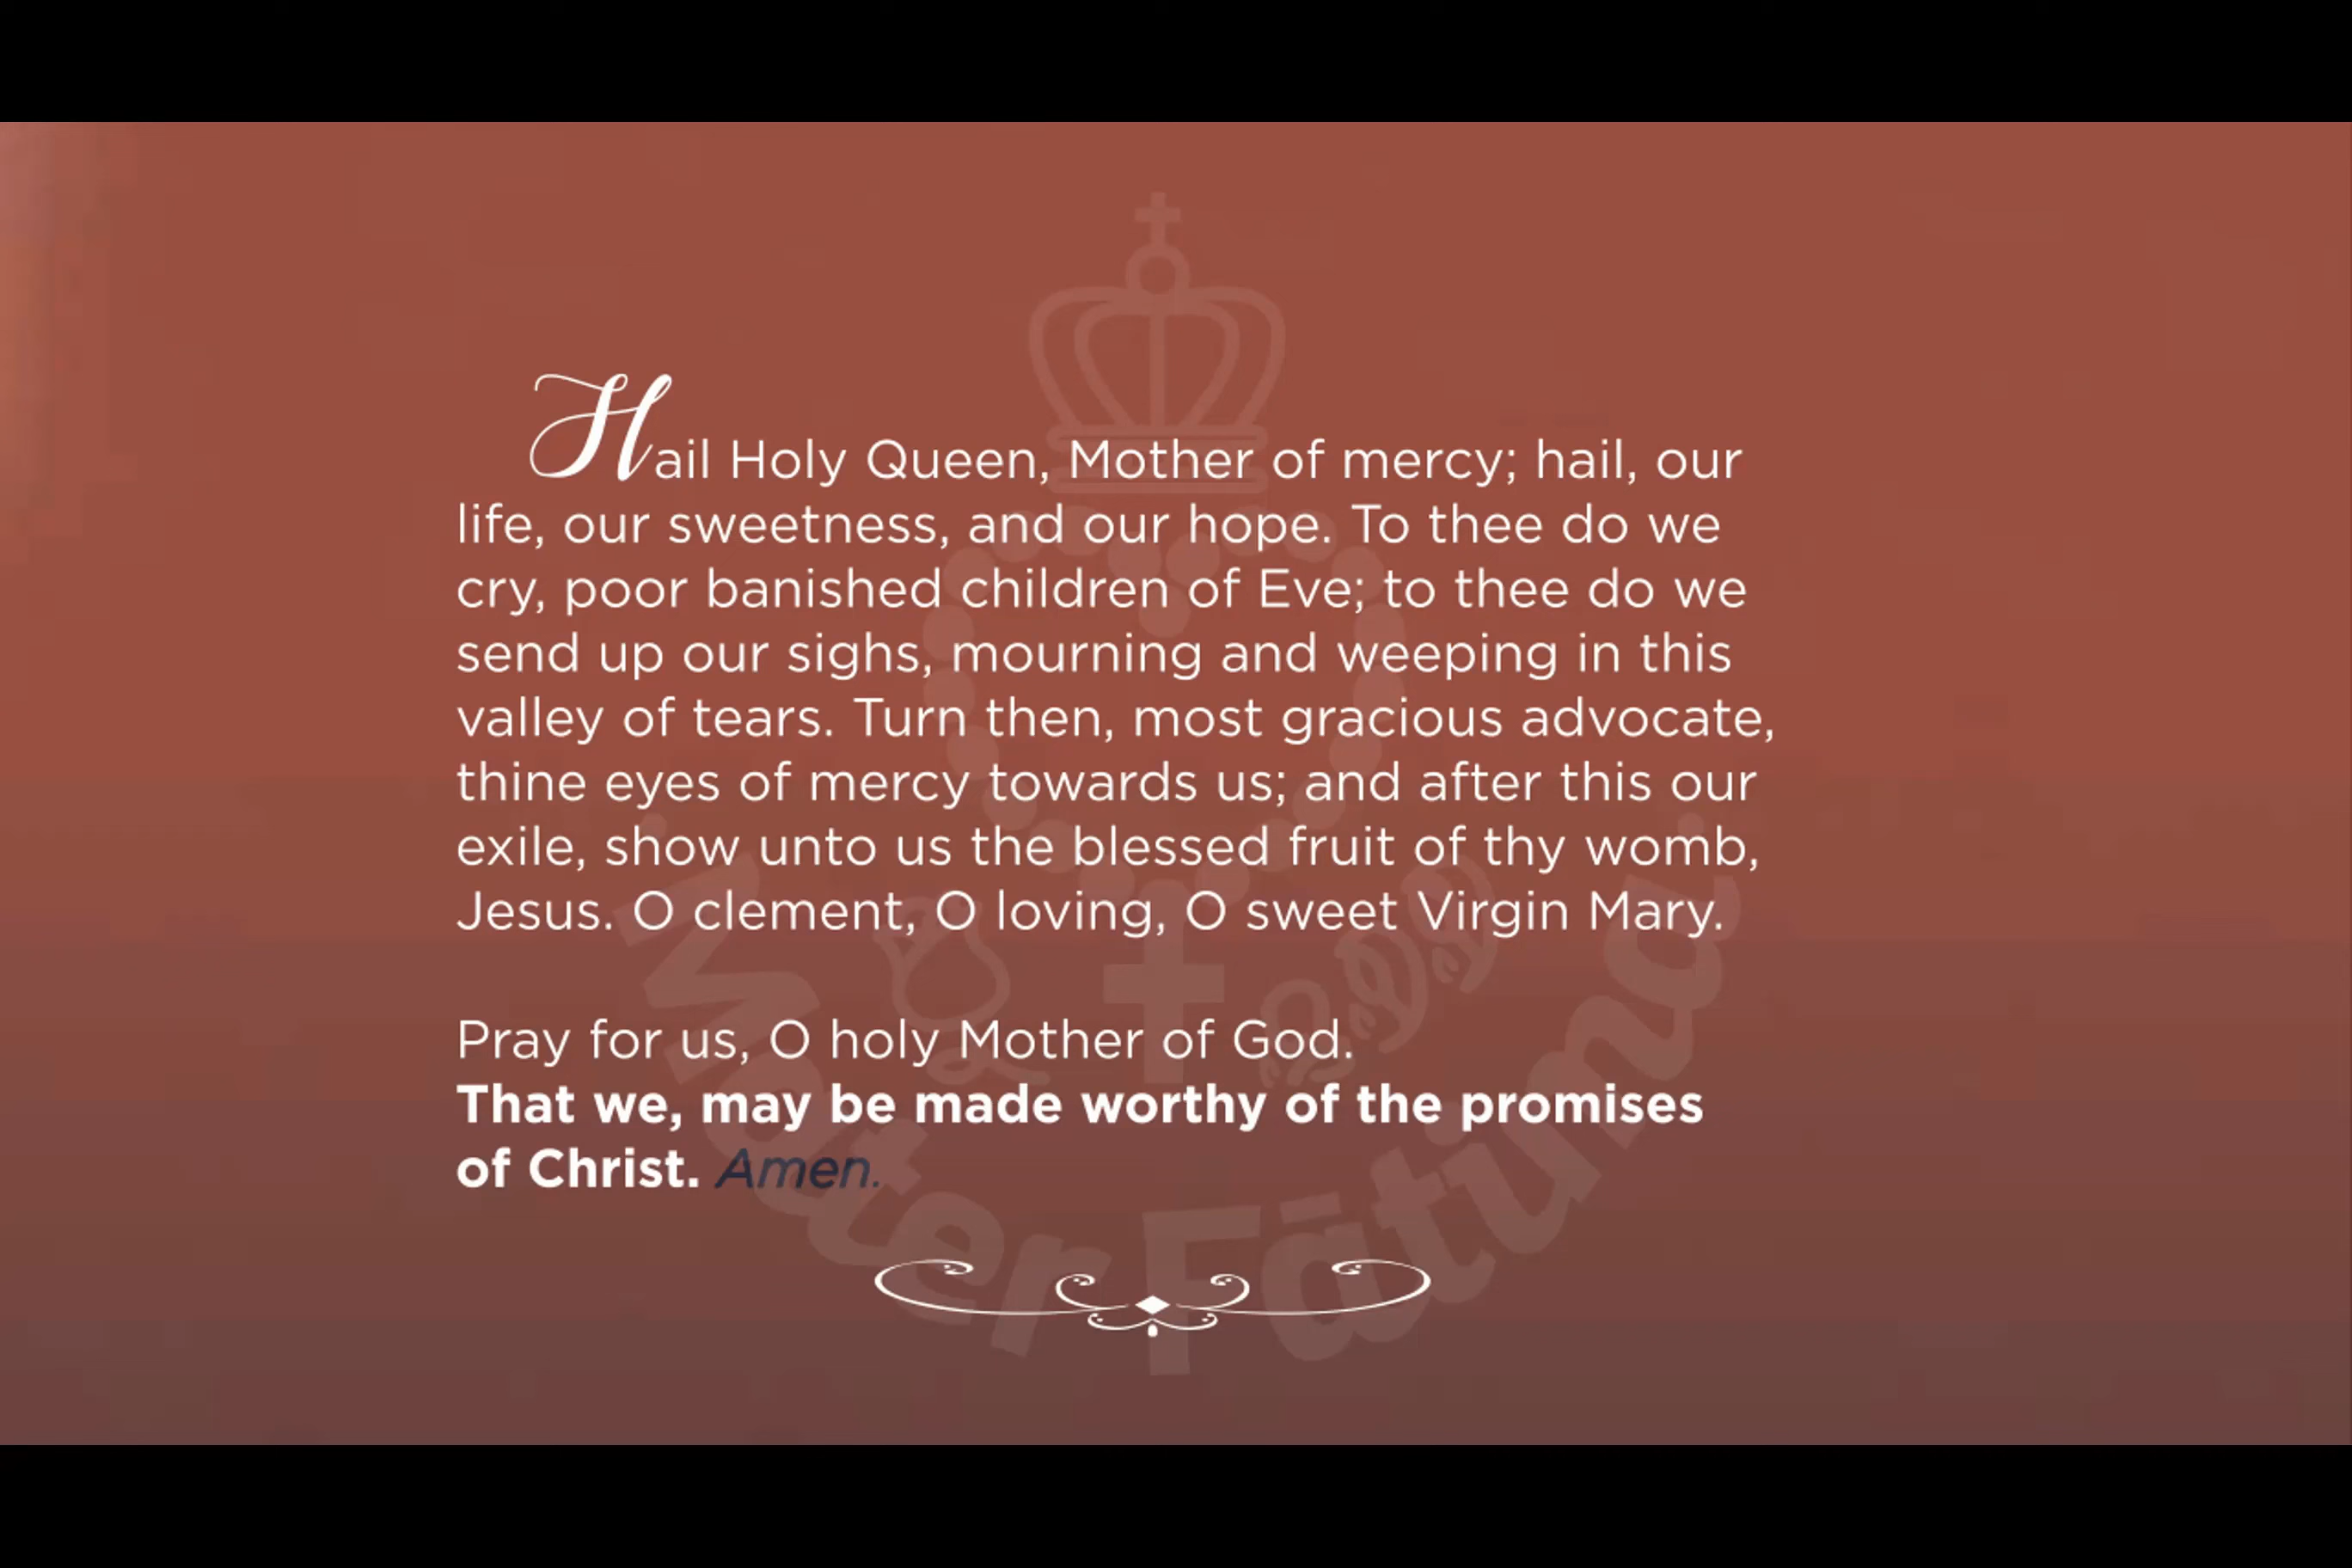 Hail Holy Queen, Mother of mercy; hail, our
life, our sweetness, and our hope. To thee do we
cry, poor banished children of Eve; to thee do we
send up our sighs, mourning and weeping in this
valley of tears. Turn then, most gracious advocate,
thine eyes of mercy towards us; and after this our
exile, show unto us the blessed fruit of thy womb,
Jesus. O clement, O loving, O sweet Virgin Mary.
Pray for us, O holy Mother of God.
That we, may be made worthy of the promises
of Christ. Amen.
Mater Fātima